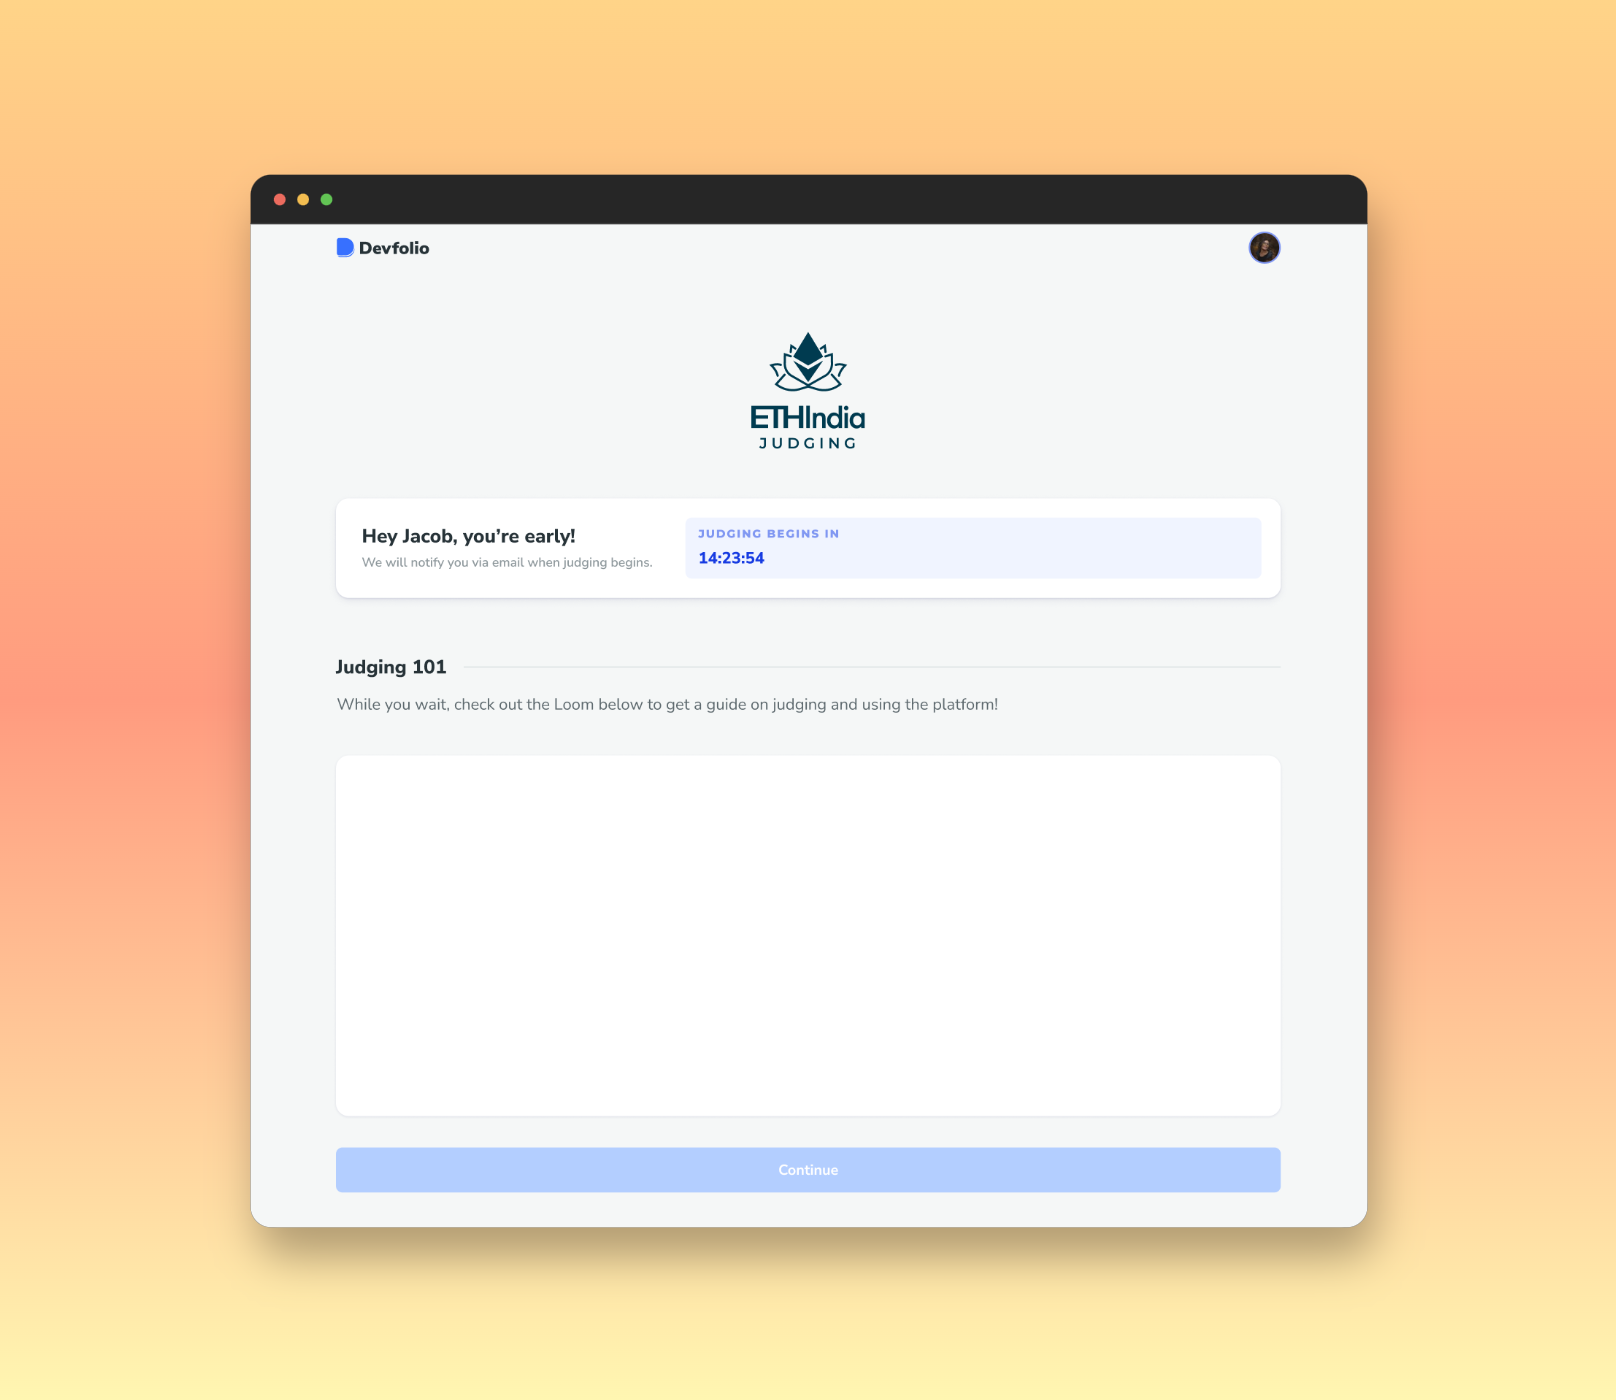 Devfolio
ETHIndia
JUDGING
Hey Jacob, you're early!
We will notify you via email when judging begins.
JUDGING BEGINS IN
14:23:54
Judging 101
While you wait, check out the Loom below to get a guide on judging and using the platform!
Continue